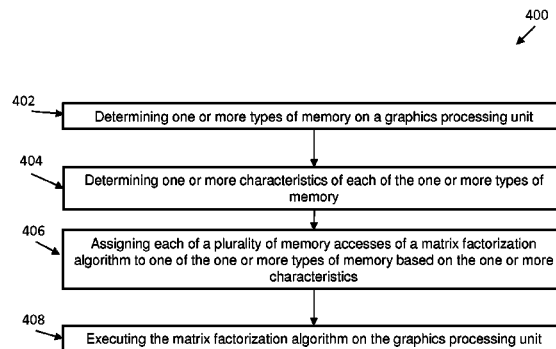 400
402
Determining one or more types of memory on a graphics processing unit
404
Determining one or more characteristics of each of the one or more types of
memory
406
Assigning each of a plurality of memory accesses of a matrix factorization
algorithm to one of the one or more types of memory based on the one or more
characteristics
408
Executing the matrix factorization algorithm on the graphics processing unit